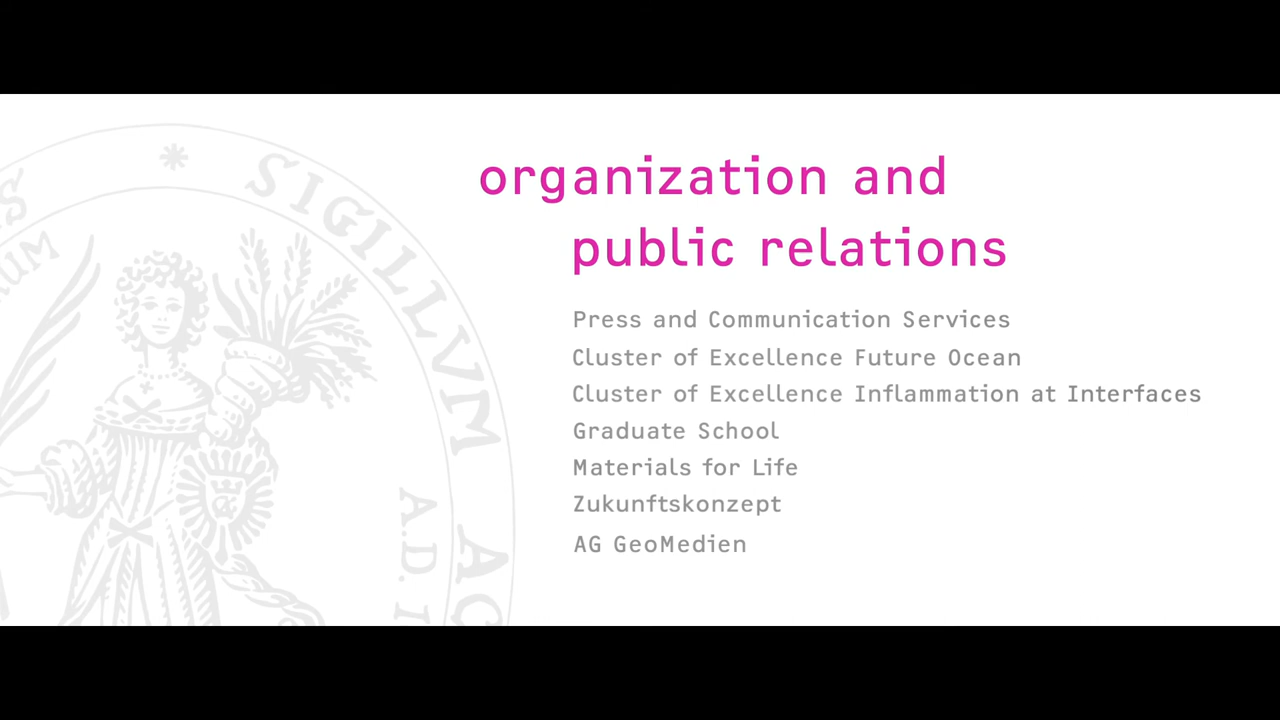 SIGILLVM AC
A.D. I
organization and
public relations
Press and Communication Services
Cluster of Excellence Future Ocean
Cluster of Excellence Inflammation at Interfaces
Graduate School
Materials for Life
Zukunftskonzept
AG GeoMedien